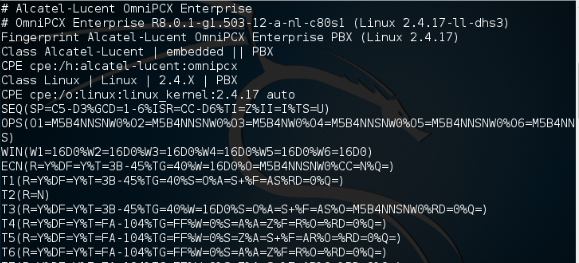 # Alcatel-Lucent OmniPCX Enterprise
# OmniPCX Enterprise R8.0.1-g1.503-12-a-nl-c80s1 (Linux 2.4.17-ll-dhs3)
Fingerprint Alcatel-Lucent OmniPCX Enterprise PBX (Linux 2.4.17)
Class Alcatel-Lucent | embedded || PBX
CPE cpe:/h:alcatel-lucent:omnipcx
Class Linux | Linux | 2.4.X | PBX
CPE cpe:/o:linux:linux_kernel:2.4.17 auto
SEQ(SP=C5-D3%GCD=1-6%ISR=CC-D6%TI=Z%II=I%TS=U)
OPS(O1=M5B4NNSNW0%O2=M5B4NNSNW0%O3=M5B4NW0%O4=M5B4NNSNW0%O5=M5B4NNSNW0%O6=M5B4NN
S)
WIN(W1=16D0%W2=16D0%W3=16D0%W4=16D0%W5=16D0%W6=16D0)
ECN(R=Y%DF=Y%T=3B-45%TG=40%W=16D0%O=M5B4NNSNW0%CC=N%Q=)
T1(R=Y%DF=Y%T=3B-45%TG=40%S=O%A=S+%F=AS%RD=0%Q=)
T2(R=N)
T3(R=Y%DF=Y%T=3B-45%TG=40%W=16D0%S=O%A=S+%F=AS%O=M5B4NNSNW0%RD=0%Q=)
T4(R=Y%DF=Y%T=FA-104%TG=FF%W=0%S=A%A=Z%F=R%O=%RD=0%Q=)
T5(R=Y%DF=Y%T=FA-104%TG=FF%W=0%S=Z%A=S+%F=AR%O=%RD=0%Q=)
T6(R=Y%DF=Y%T=FA-104%TG=FF%W=0%S=A%A=Z%F=R%O=%RD=0%Q=)